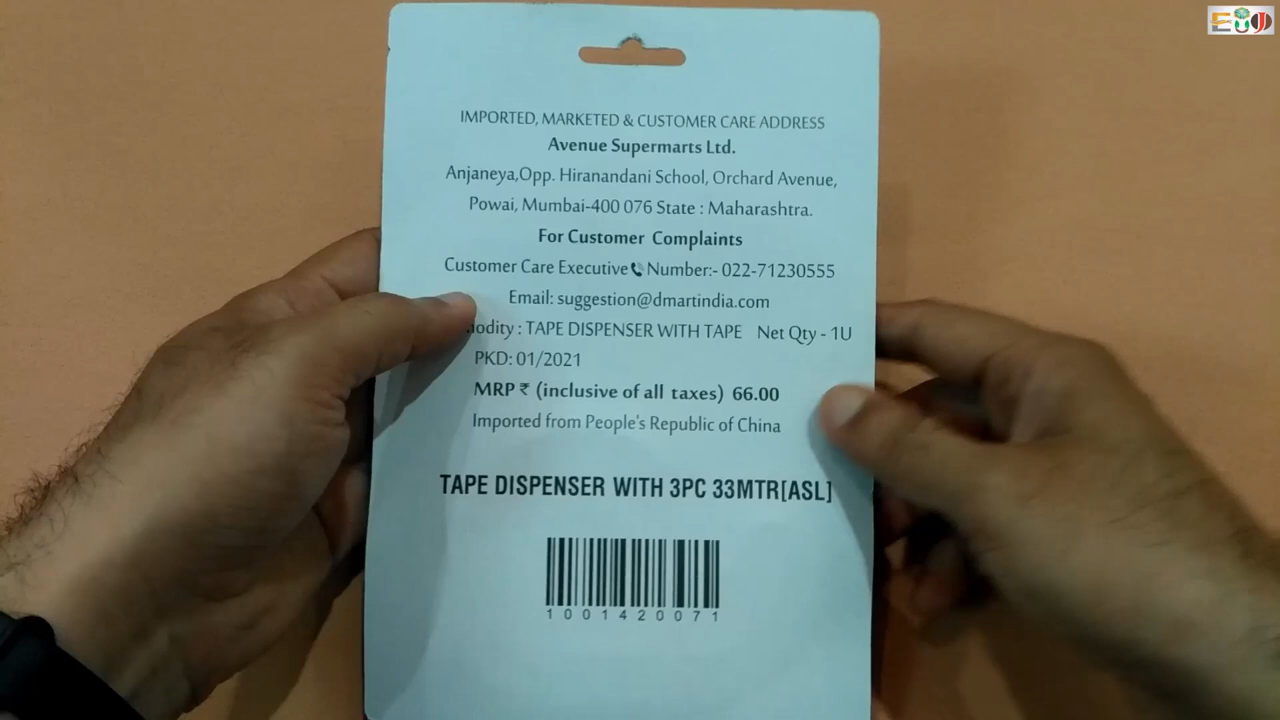 IMPORTED, MARKETED & CUSTOMER CARE ADDRESS
Avenue Supermarts Ltd.
Anjaneya,Opp. Hiranandani School, Orchard Avenue,
Powai, Mumbai-400 076 State : Maharashtra.
For Customer Complaints
Customer Care Executive Number:- 022-71230555
Email: suggestion@dmartindia.com
: TAPE DISPENSER WITH TAPE Net Qty - 1U
PKD: 01/2021
MRP ₹ (inclusive of all taxes) 66.00
Imported from People's Republic of China
TAPE DISPENSER WITH 3PC 33MTR[ASL]
1001420071